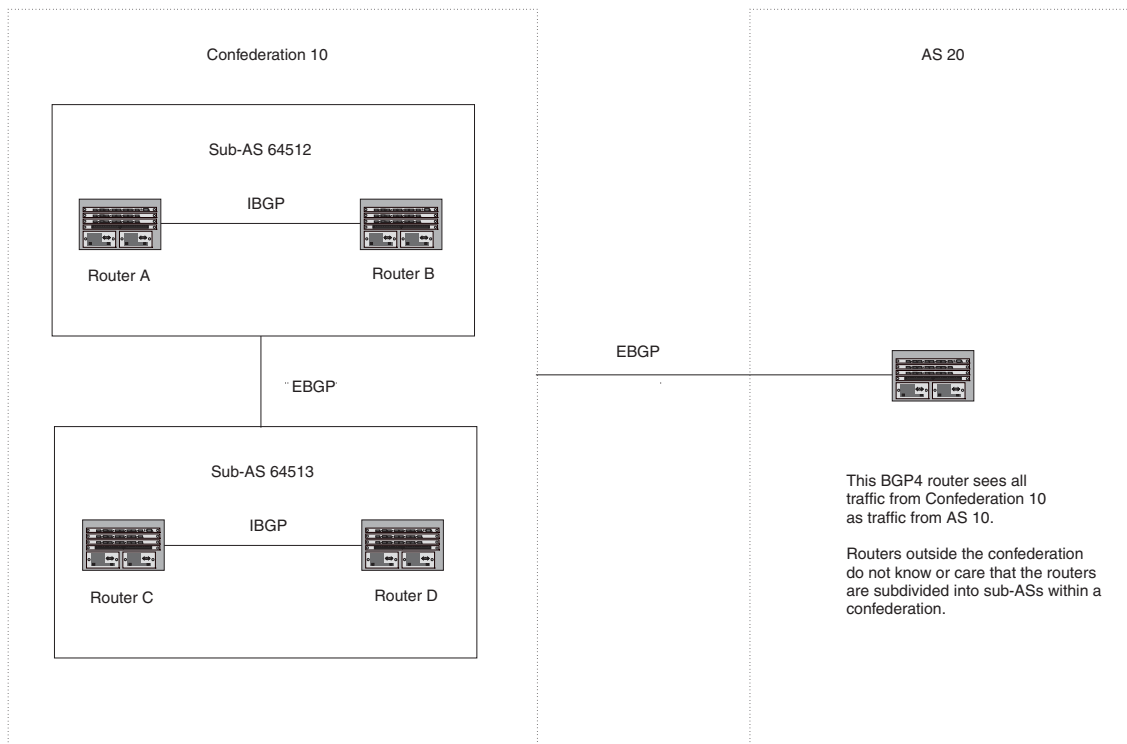 Confederation 10
AS 20
Sub-AS 64512
IBGP
Router A
Router B
EBGP
EBGP
Sub-AS 64513
IBGP
Router C
Router D
This BGP4 router sees all
traffic from Confederation 10
as traffic from AS 10.
Routers outside the confederation
do not know or care that the routers
are subdivided into sub-ASs within a
confederation.